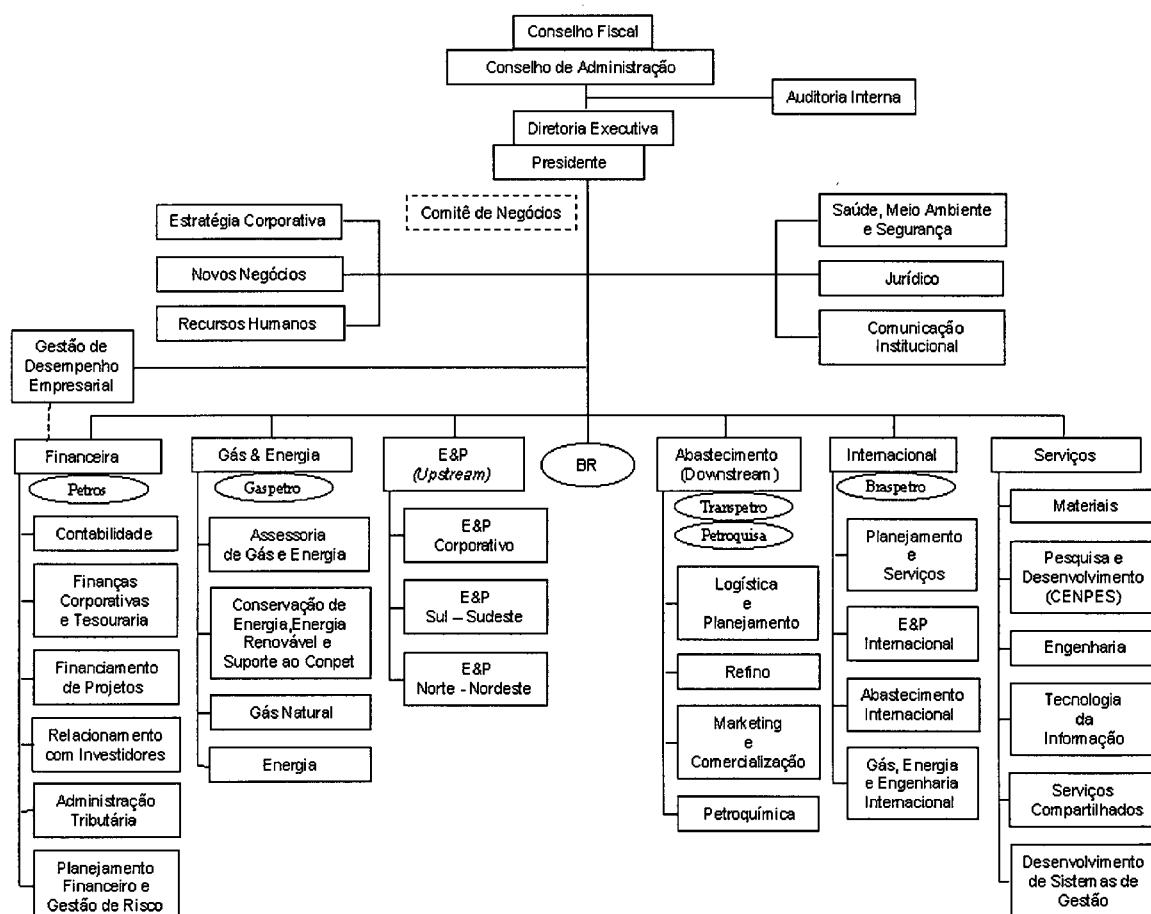 Conselho Fiscal
Conselho de Administração
Auditoria Interna
Diretoria Executiva
Presidente
Comitê de Negócios
Estratégia Corporativa
Novos Negócios
Recursos Humanos
Saúde, Meio Ambiente
e Segurança
Jurídico
Comunicação
Institucional
Gestão de
Desempenho
Empresarial
Financeira
Petros
Contabilidade
Finanças
Corporativas
e Tesouraria
Financiamento
de Projetos
Relacionamento
com Investidores
Administração
Tributária
Planejamento
Financeiro e
Gestão de Risco
Gás & Energia
Gaspetro
Assessoria
de Gás e Energia
Conservação de
Energia,Energia
Renovável e
Suporte ao Conpet
Gás Natural
Energia
E&P
(Upstream)
E&P
Corporativo
E&P
Sul – Sudeste
E&P
Norte - Nordeste
BR
Abastecimento
(Downstream)
Transpetro
Petroquisa
Logística
e
Planejamento
Refino
Marketing
e
Comercialização
Petroquímica
Internacional
Braspetro
Planejamento
e
Serviços
E&P
Internacional
Abastecimento
Internacional
Gás, Energia
e Engenharia
Internacional
Serviços
Materiais
Pesquisa e
Desenvolvimento
(CENPES)
Engenharia
Tecnologia
da
Informação
Serviços
Compartilhados
Desenvolvimento
de Sistemas de
Gestão